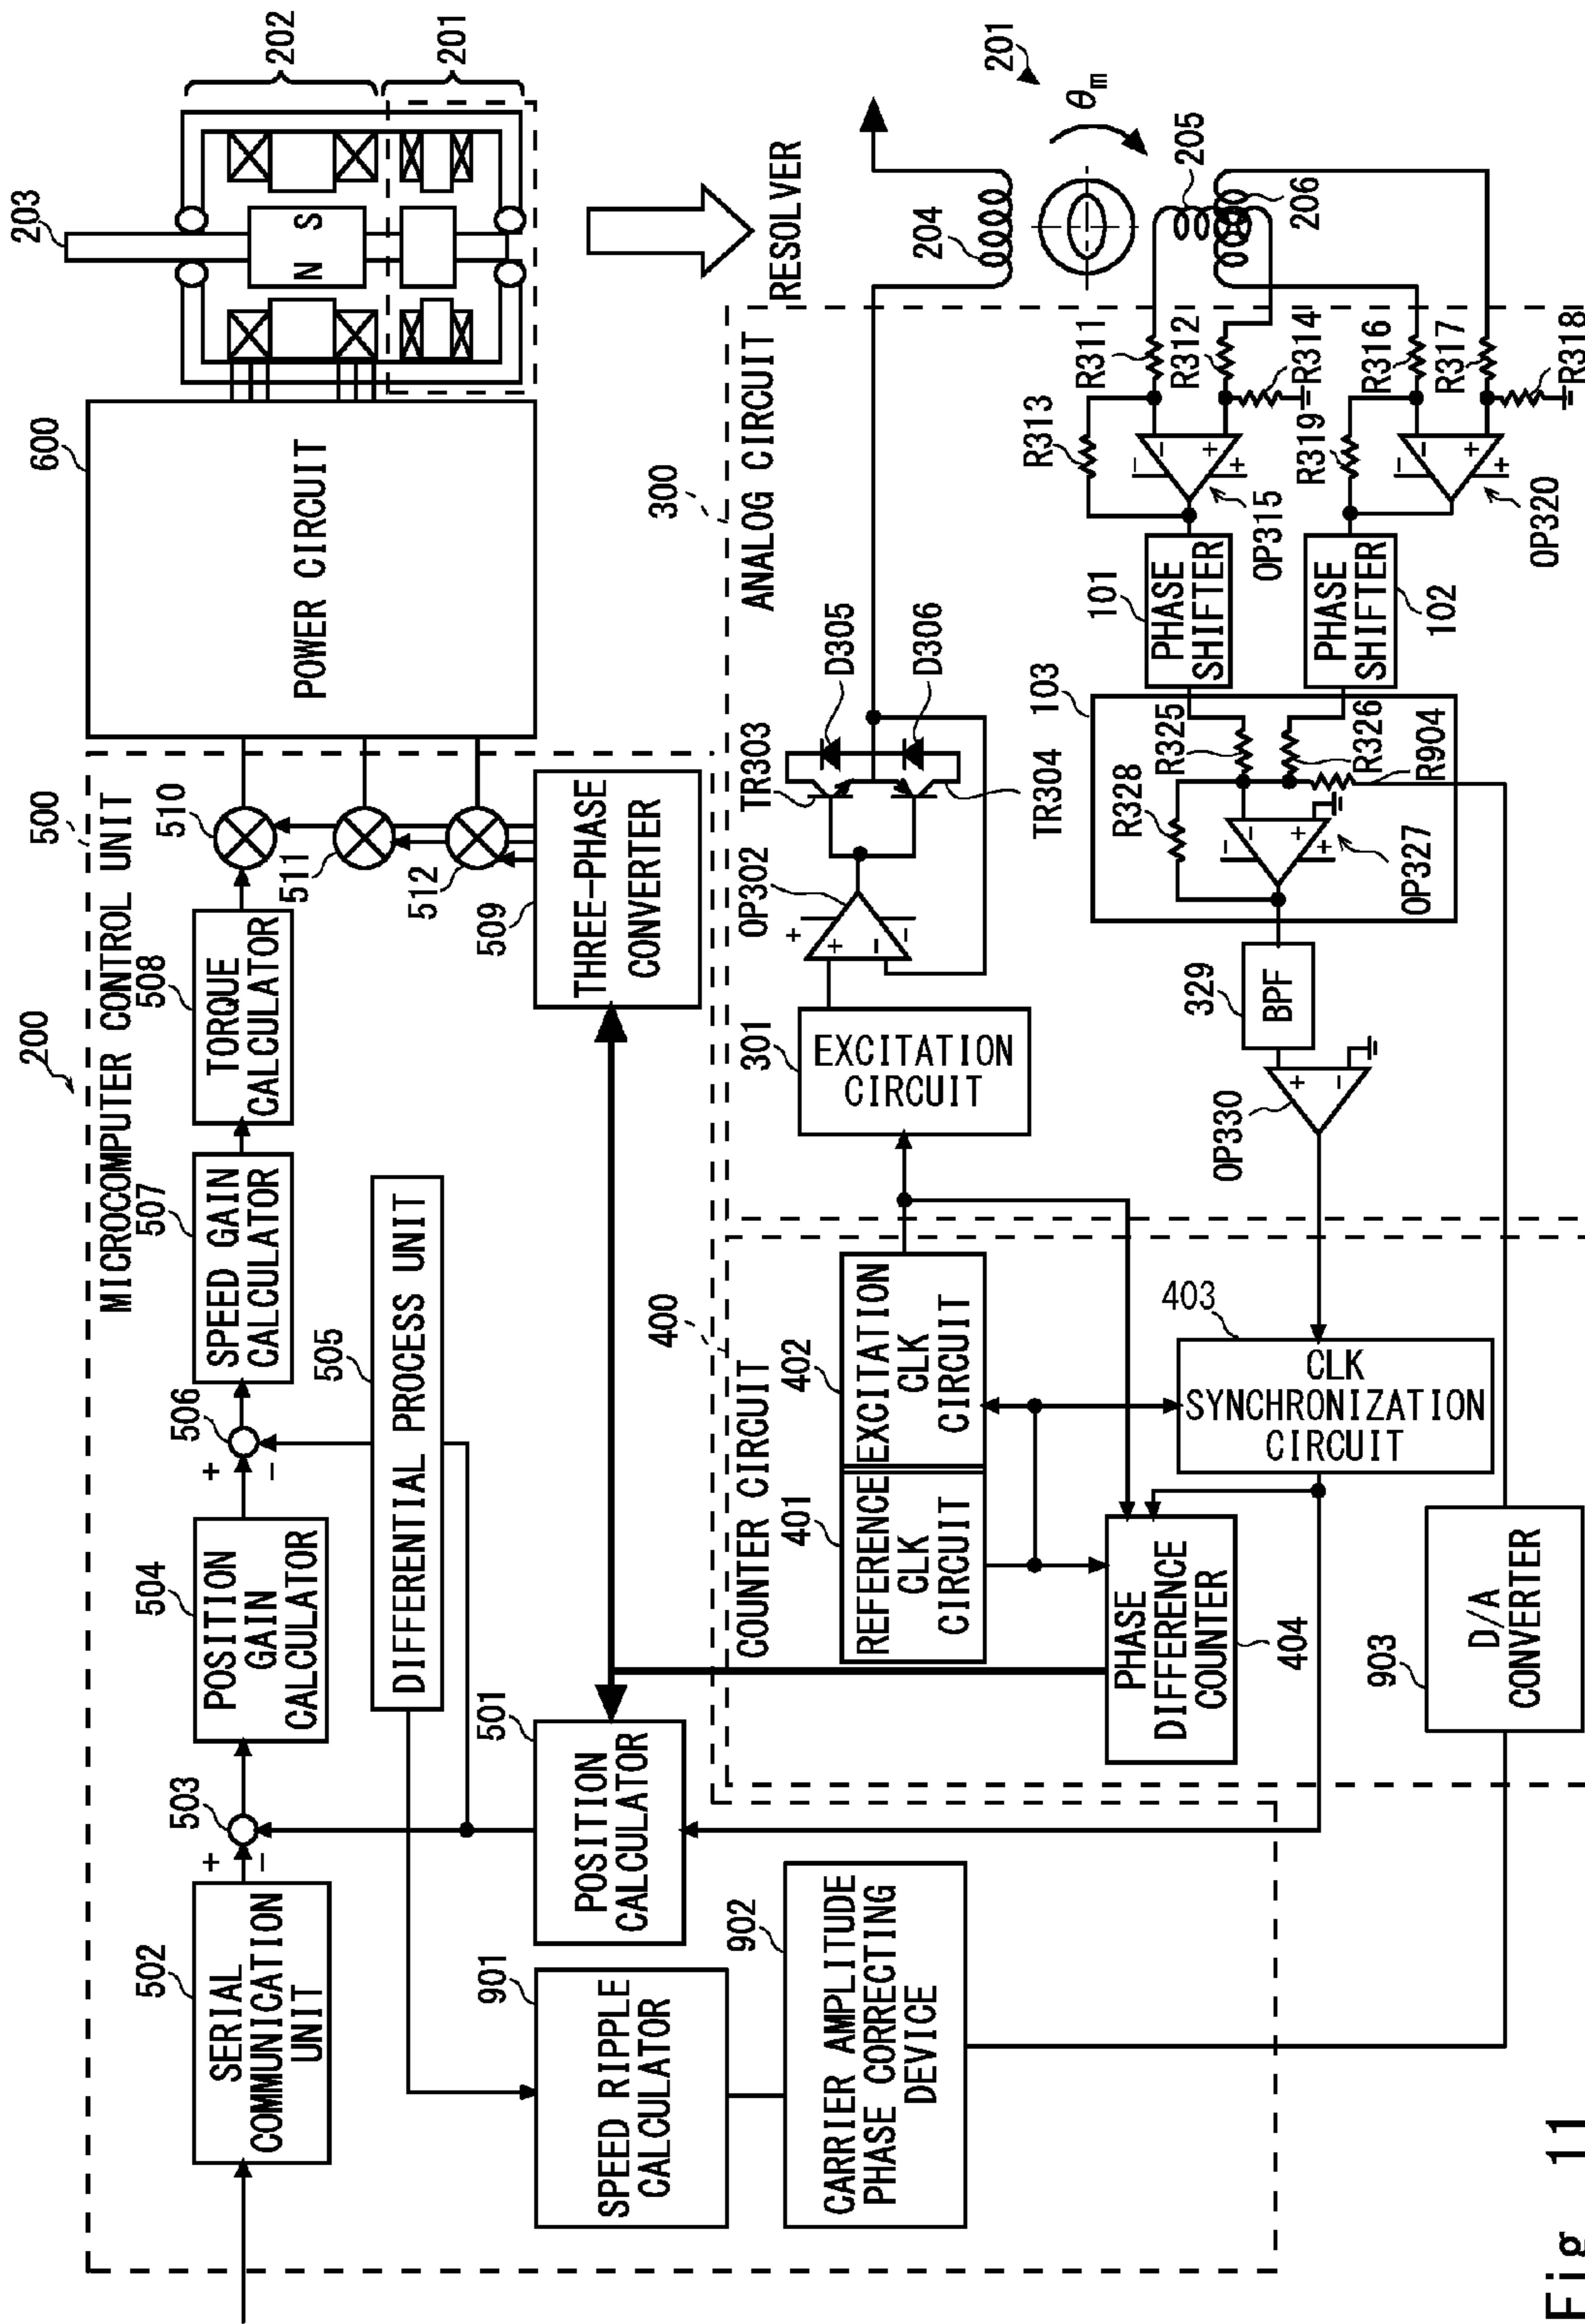 200
MICROCOMPUTER CONTROL UNIT
500
502
SERIAL
COMMUNICATION
UNIT
+
−
503
504
POSITION
GAIN
CALCULATOR
+
−
506
507
SPEED GAIN
CALCULATOR
508
TORQUE
CALCULATOR
510
511
512
505
DIFFERENTIAL PROCESS UNIT
509
THREE-PHASE
CONVERTER
501
POSITION
CALCULATOR
901
SPEED RIPPLE
CALCULATOR
902
CARRIER AMPLITUDE
PHASE CORRECTING
DEVICE
600
POWER CIRCUIT
203
N S
202
201
RESOLVER
201
θm
204
205
206
300
ANALOG CIRCUIT
301
EXCITATION
CIRCUIT
OP302
+
+
−
−
TR303
TR304
D305
D306
R311
R312
R313
R314
−
−
+
+
OP315
R316
R317
R318
R319
−
−
+
+
OP320
101
PHASE
SHIFTER
102
PHASE
SHIFTER
103
R325
R326
R904
R328
−
−
+
+
OP327
329
BPF
OP330
+
−
400
COUNTER CIRCUIT
401
REFERENCE
CLK
CIRCUIT
402
EXCITATION
CLK
CIRCUIT
403
CLK
SYNCHRONIZATION
CIRCUIT
PHASE
DIFFERENCE
COUNTER
404
903
D/A
CONVERTER
Fig. 11